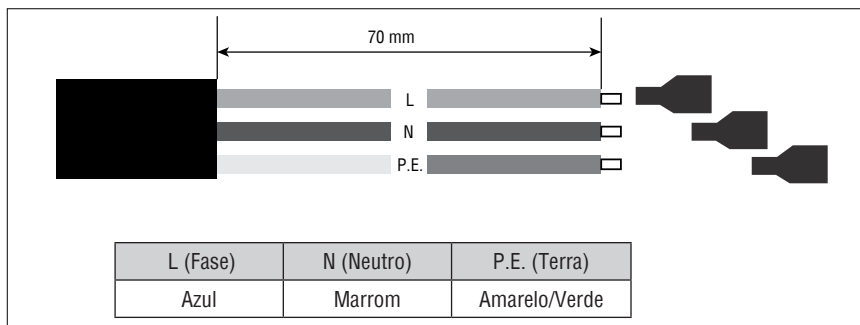 70 mm
L
N
P.E.
L (Fase) N (Neutro) P.E. (Terra)
Azul Marrom Amarelo/Verde